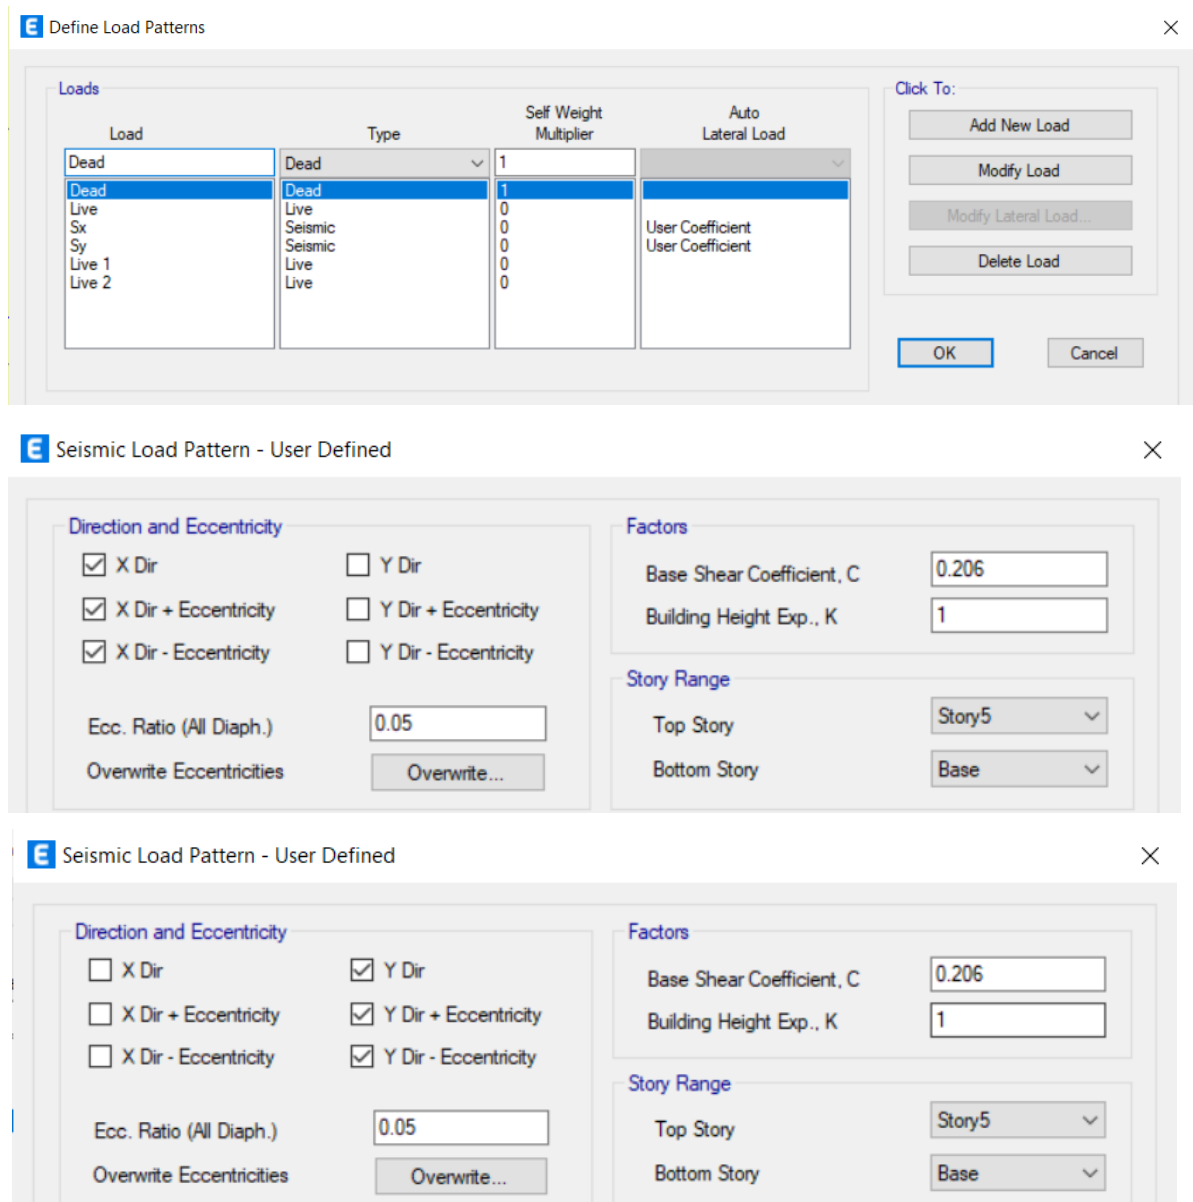 E Define Load Patterns
Loads
Click To:
Load Type Self Weight Multiplier Auto Lateral Load
Dead Dead 1
Dead Dead 1
Live Live 0
Sx Seismic 0 User Coefficient
Sy Seismic 0 User Coefficient
Live 1 Live 0
Live 2 Live 0
Add New Load
Modify Load
Modify Lateral Load...
Delete Load
OK Cancel
E Seismic Load Pattern - User Defined
Direction and Eccentricity
X Dir Y Dir
X Dir + Eccentricity Y Dir + Eccentricity
X Dir - Eccentricity Y Dir - Eccentricity
Ecc. Ratio (All Diaph.) 0.05
Overwrite Eccentricities Overwrite...
Factors
Base Shear Coefficient, C 0.206
Building Height Exp., K 1
Story Range
Top Story Story5
Bottom Story Base
E Seismic Load Pattern - User Defined
Direction and Eccentricity
X Dir Y Dir
X Dir + Eccentricity Y Dir + Eccentricity
X Dir - Eccentricity Y Dir - Eccentricity
Ecc. Ratio (All Diaph.) 0.05
Overwrite Eccentricities Overwrite...
Factors
Base Shear Coefficient, C 0.206
Building Height Exp., K 1
Story Range
Top Story Story5
Bottom Story Base